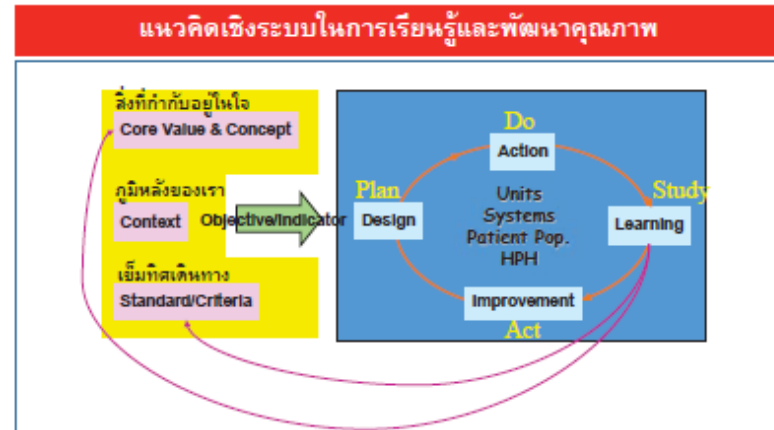 แนวคิดเชิงระบบในการเรียนรู้และพัฒนาคุณภาพ
สิ่งที่กำกับอยู่ในใจ
Core Value & Concept
ภูมิหลังของเรา
Context
Objective/Indicator
เข็มทิศเดินทาง
Standard/Criteria
Do
Action
Plan
Design
Units
Systems
Patient Pop.
HPH
Study
Learning
Improvement
Act